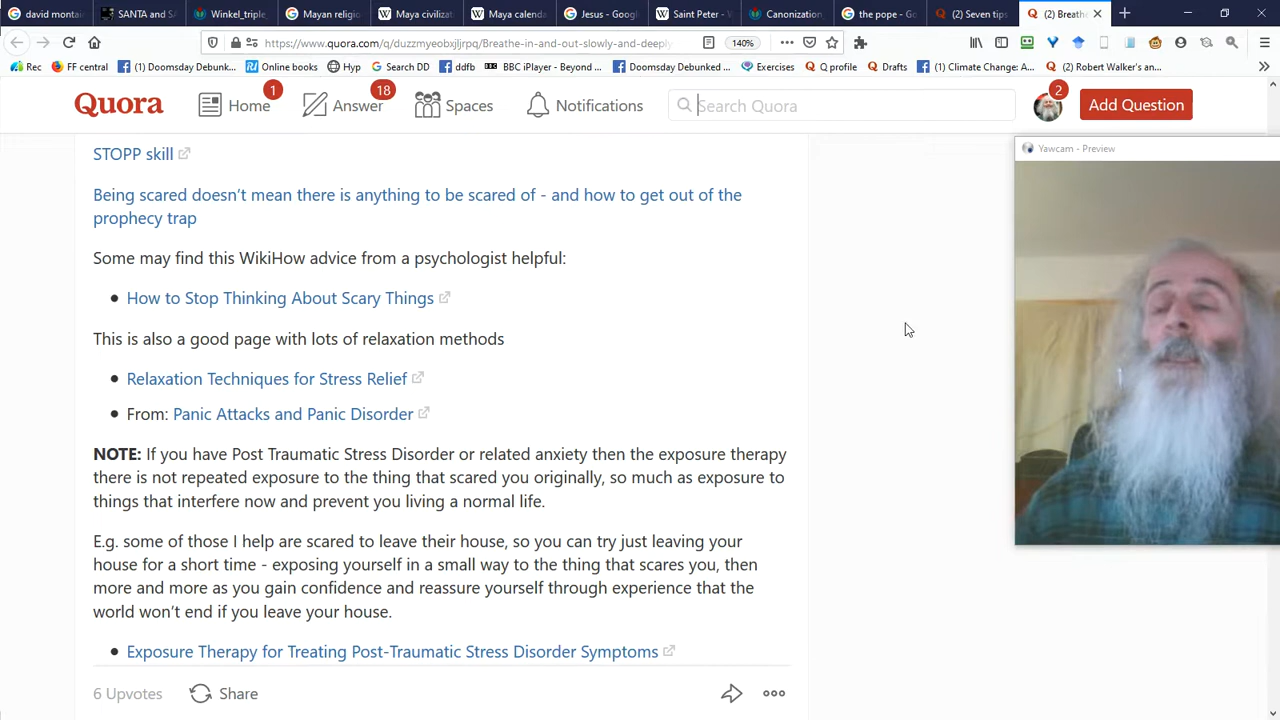 david montai
SANTA and SA
Winkel_triple_
Mayan religio
Maya civilizat
Maya calenda
Jesus - Googl
Saint Peter - W
Canonization
the pope - Go
(2) Seven tips
(2) Breathe
https://www.quora.com/q/duzzmyeobxjljrpq/Breathe-in-and-out-slowly-and-deeply-
140%
Rec
FF central
(1) Doomsday Debunk...
Online books
Hyp
Search DD
ddfb
BBC iPlayer - Beyond ...
Doomsday Debunked ...
Exercises
Q profile
Drafts
(1) Climate Change: A...
(2) Robert Walker's an...
Quora
Home
1
Answer
18
Spaces
Notifications
Search Quora
2
Add Question
Yawcam - Preview
STOPP skill
Being scared doesn’t mean there is anything to be scared of - and how to get out of the
prophecy trap
Some may find this WikiHow advice from a psychologist helpful:
• How to Stop Thinking About Scary Things
This is also a good page with lots of relaxation methods
• Relaxation Techniques for Stress Relief
• From: Panic Attacks and Panic Disorder
NOTE: If you have Post Traumatic Stress Disorder or related anxiety then the exposure therapy
there is not repeated exposure to the thing that scared you originally, so much as exposure to
things that interfere now and prevent you living a normal life.
E.g. some of those I help are scared to leave their house, so you can try just leaving your
house for a short time - exposing yourself in a small way to the thing that scares you, then
more and more as you gain confidence and reassure yourself through experience that the
world won’t end if you leave your house.
• Exposure Therapy for Treating Post-Traumatic Stress Disorder Symptoms
6 Upvotes
Share